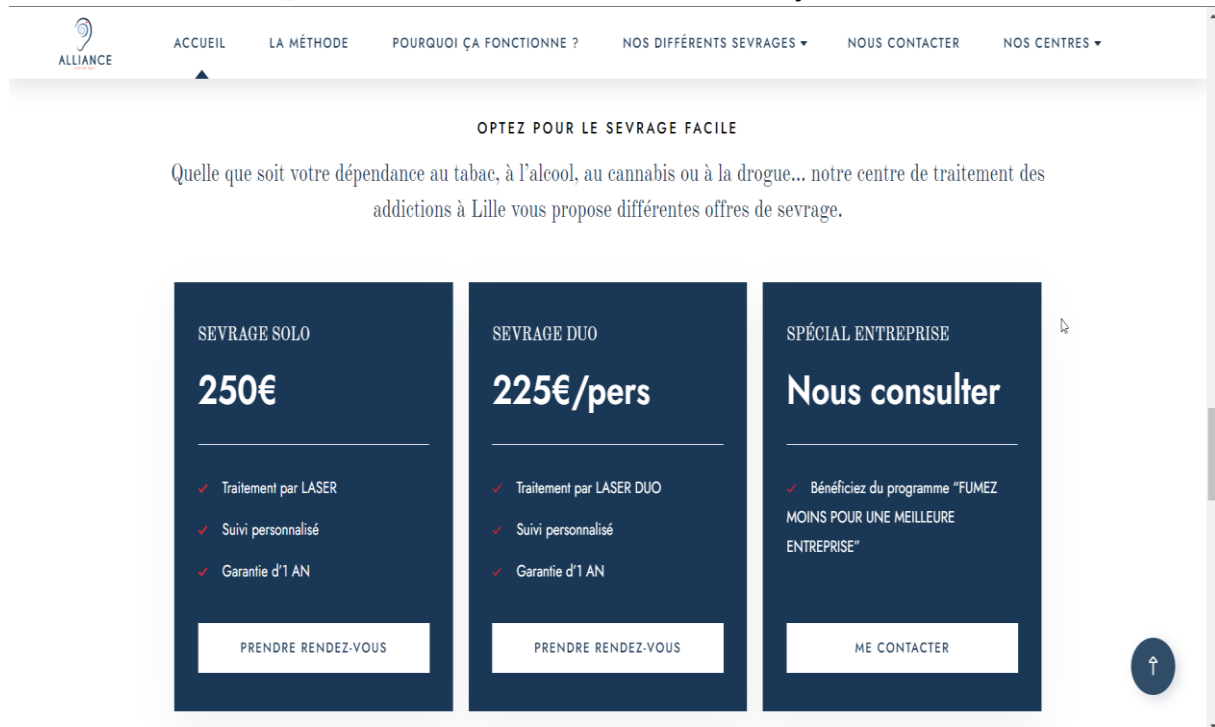 ALLIANCE
ACCUEIL LA MÉTHODE POURQUOI ÇA FONCTIONNE ? NOS DIFFÉRENTS SEVRAGES ▾ NOUS CONTACTER NOS CENTRES ▾
OPTEZ POUR LE SEVRAGE FACILE
Quelle que soit votre dépendance au tabac, à l’alcool, au cannabis ou à la drogue... notre centre de traitement des
addictions à Lille vous propose différentes offres de sevrage.
SEVRAGE SOLO
250€
Traitement par LASER
Suivi personnalisé
Garantie d’1 AN
PRENDRE RENDEZ-VOUS
SEVRAGE DUO
225€/pers
Traitement par LASER DUO
Suivi personnalisé
Garantie d’1 AN
PRENDRE RENDEZ-VOUS
SPÉCIAL ENTREPRISE
Nous consulter
Bénéficiez du programme “FUMEZ
MOINS POUR UNE MEILLEURE
ENTREPRISE”
ME CONTACTER